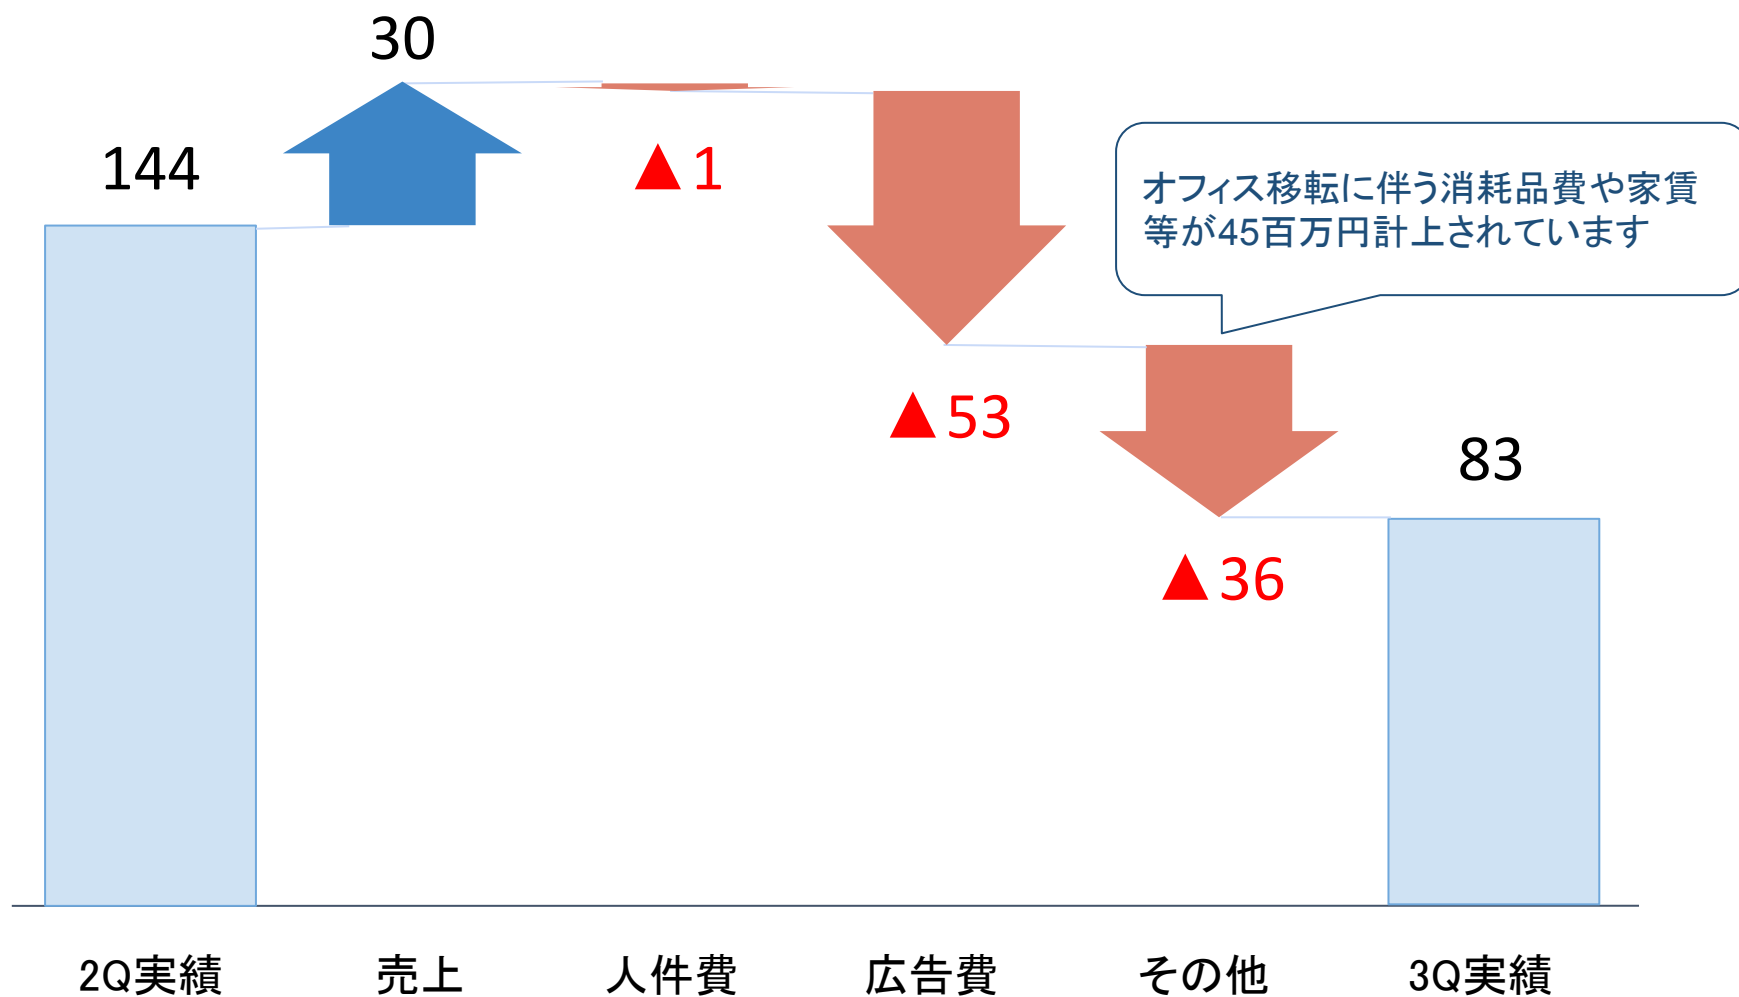 30
144
▲1
オフィス移転に伴う消耗品費や家賃
等が45百万円計上されています
▲53
83
▲36
2Q実績
売上
人件費
広告費
その他
3Q実績